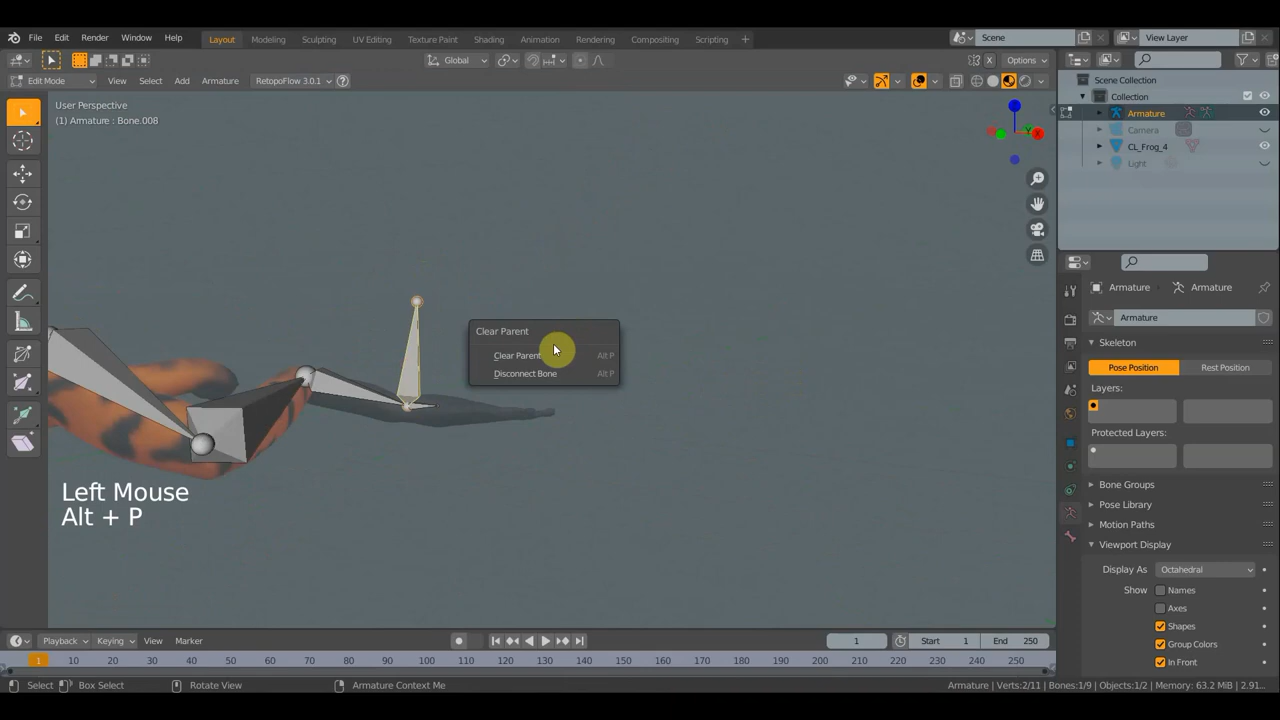 File Edit Render Window Help Layout Modeling Sculpting UV Editing Texture Paint Shading Animation Rendering Compositing Scripting + Scene View Layer
Global Options
Edit Mode View Select Add Armature RetopoFlow 3.0.1
User Perspective
(1) Armature : Bone.008
Scene Collection
Collection
Armature
Camera
CL_Frog_4
Light
Armature Armature
Armature
Skeleton
Pose Position Rest Position
Layers:
Protected Layers:
Bone Groups
Pose Library
Motion Paths
Viewport Display
Display As Octahedral
Show Names
Axes
Shapes
Group Colors
In Front
Clear Parent
Clear Parent Alt P
Disconnect Bone Alt P
Left Mouse
Alt + P
Playback Keying View Marker 1 Start 1 End 250
1 10 20 30 40 50 60 70 80 90 100 110 120 130 140 150 160 170 180 190 200 210 220 230 240 250
Select Box Select Rotate View Armature Context Me Armature | Verts:2/11 | Bones:1/9 | Objects:1/2 | Memory: 63.2 MiB | 2.91...